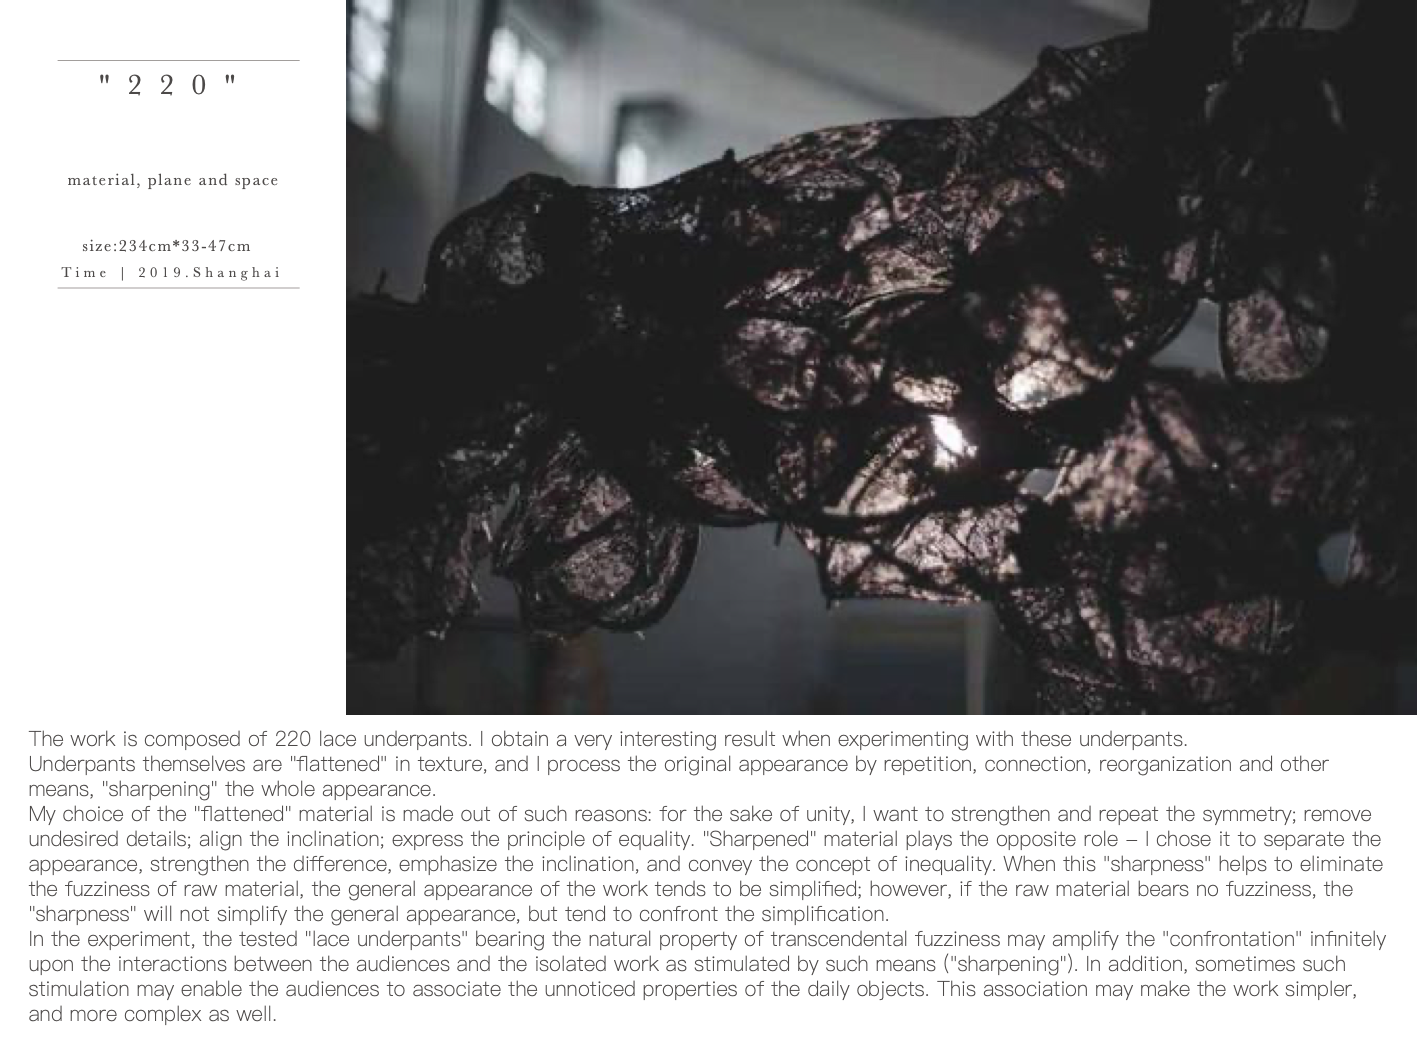 "220"
material, plane and space
size:234cm*33-47cm
Time | 2019.Shanghai
The work is composed of 220 lace underpants. I obtain a very interesting result when experimenting with these underpants.
Underpants themselves are "flattened" in texture, and I process the original appearance by repetition, connection, reorganization and other
means, "sharpening" the whole appearance.
My choice of the "flattened" material is made out of such reasons: for the sake of unity, I want to strengthen and repeat the symmetry; remove
undesired details; align the inclination; express the principle of equality. "Sharpened" material plays the opposite role – I chose it to separate the
appearance, strengthen the difference, emphasize the inclination, and convey the concept of inequality. When this "sharpness" helps to eliminate
the fuzziness of raw material, the general appearance of the work tends to be simplified; however, if the raw material bears no fuzziness, the
"sharpness" will not simplify the general appearance, but tend to confront the simplification.
In the experiment, the tested "lace underpants" bearing the natural property of transcendental fuzziness may amplify the "confrontation" infinitely
upon the interactions between the audiences and the isolated work as stimulated by such means ("sharpening"). In addition, sometimes such
stimulation may enable the audiences to associate the unnoticed properties of the daily objects. This association may make the work simpler,
and more complex as well.